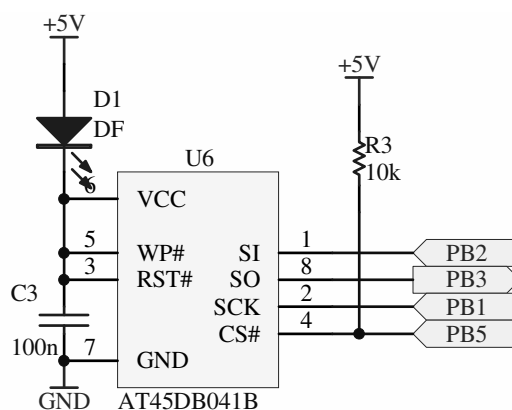 +5V
+5V
D1
DF
U6
R3
10k
6
VCC
5
WP#
SI
1
PB2
3
RST#
SO
8
PB3
C3
SCK
2
PB1
100n
7
GND
CS#
4
PB5
GND
AT45DB041B